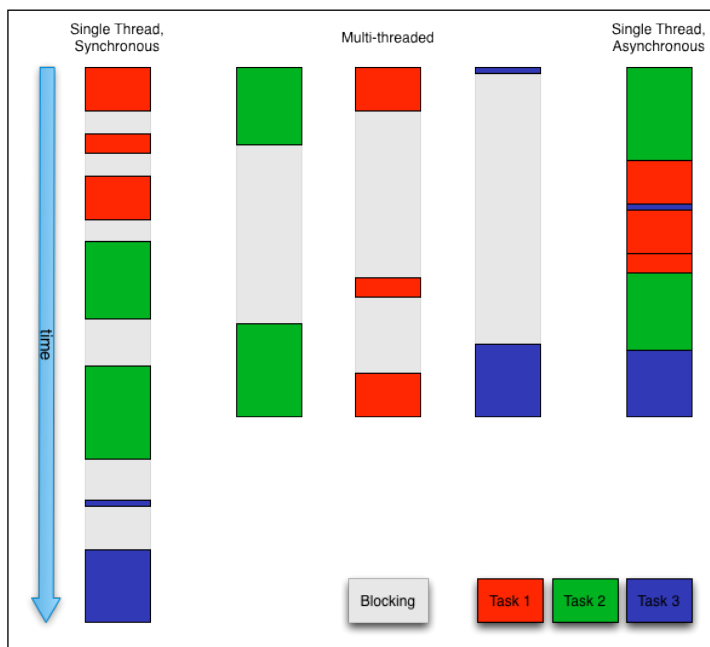 Single Thread,
Synchronous
Multi-threaded
Single Thread,
Asynchronous
time
Blocking
Task 1
Task 2
Task 3